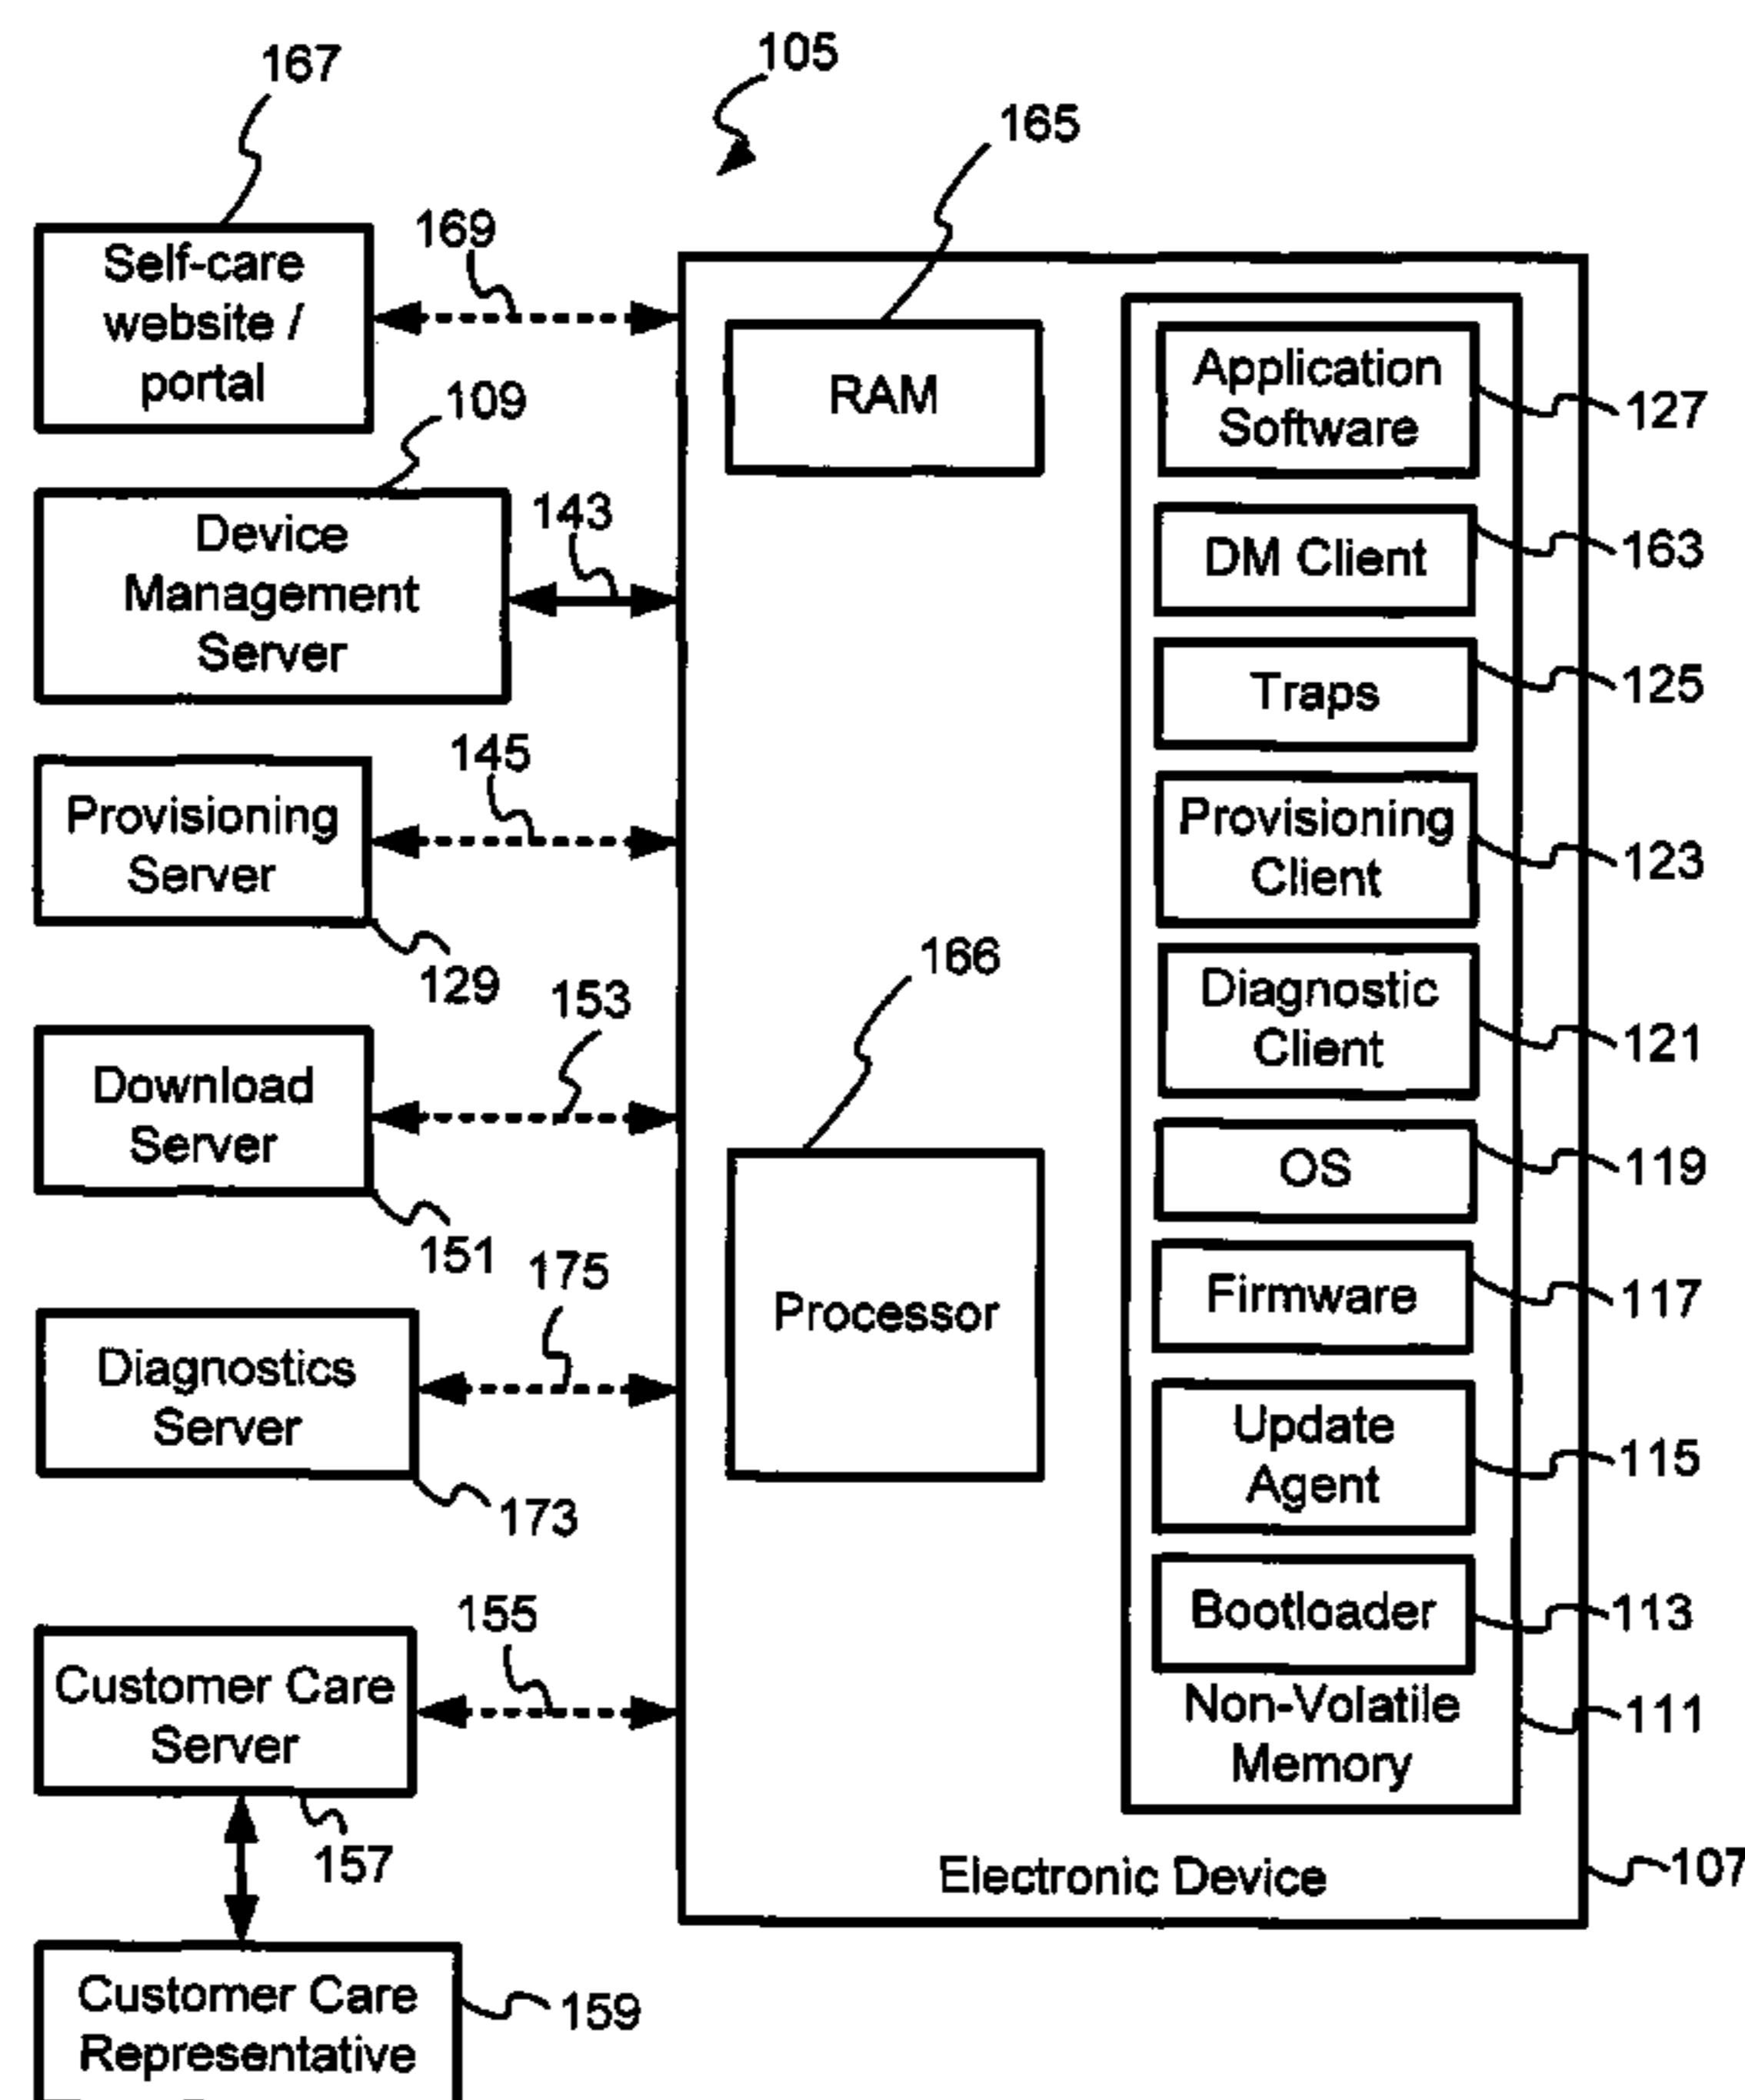 105
167
Self-care
website /
portal
169
109
Device
Management
Server
143
Provisioning
Server
145
129
Download
Server
153
151
Diagnostics
Server
175
173
Customer Care
Server
155
157
Customer Care
Representative
159
165
RAM
166
Processor
Application
Software
127
DM Client
163
Traps
125
Provisioning
Client
123
Diagnostic
Client
121
OS
119
Firmware
117
Update
Agent
115
Bootloader
113
Non-Volatile
Memory
111
Electronic Device
107